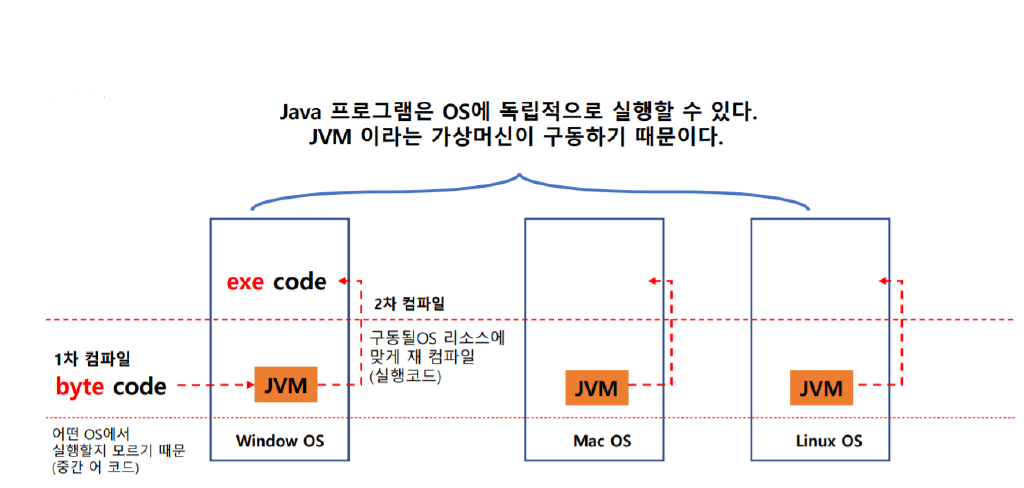 Java 프로그램은 OS에 독립적으로 실행할 수 있다.
JVM 이라는 가상머신이 구동하기 때문이다.
exe code
2차 컴파일
구동될OS 리소스에
맞게 재 컴파일
(실행코드)
1차 컴파일
byte code
JVM
JVM
JVM
어떤 OS에서
실행할지 모르기 때문
(중간 어 코드)
Window OS
Mac OS
Linux OS